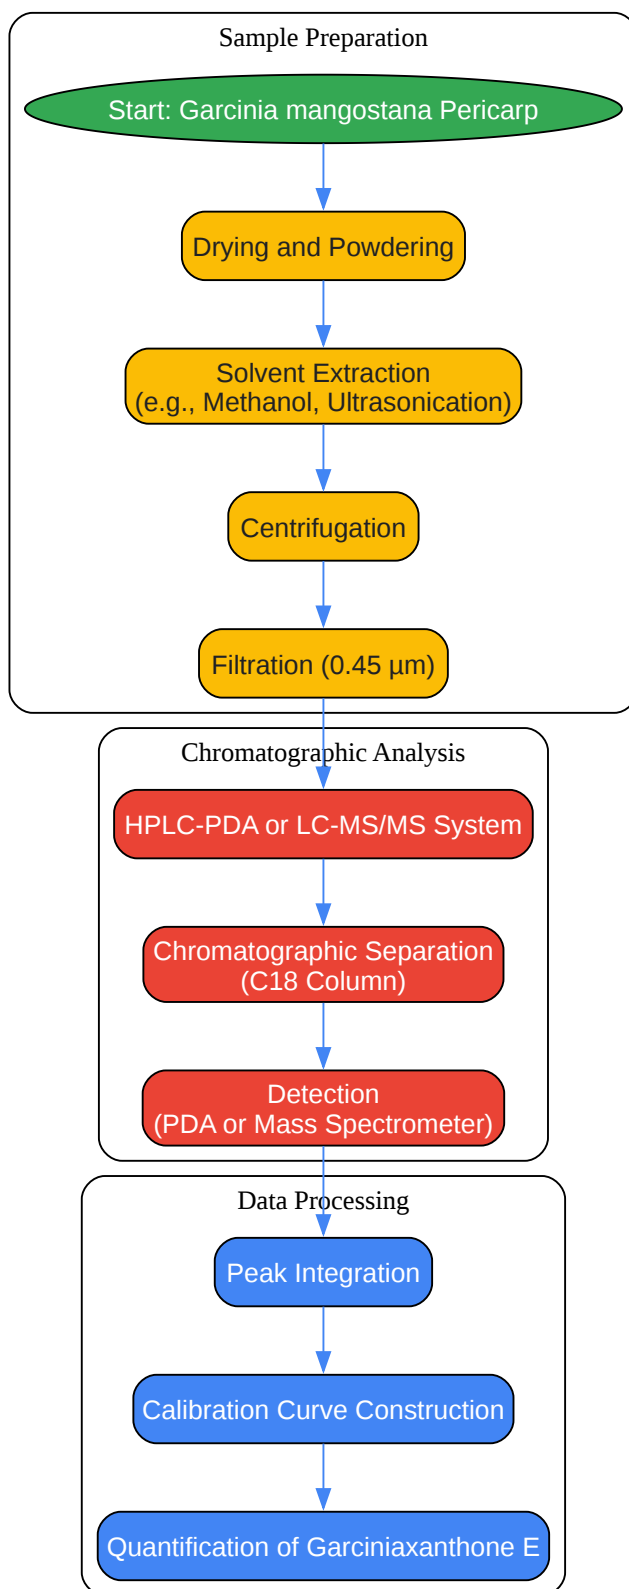 Sample Preparation
Start: Garcinia mangostana Pericarp
Drying and Powdering
Solvent Extraction
(e.g., Methanol, Ultrasonication)
Centrifugation
Filtration (0.45 µm)
Chromatographic Analysis
HPLC-PDA or LC-MS/MS System
Chromatographic Separation
(C18 Column)
Detection
(PDA or Mass Spectrometer)
Data Processing
Peak Integration
Calibration Curve Construction
Quantification of Garciniaxanthone E